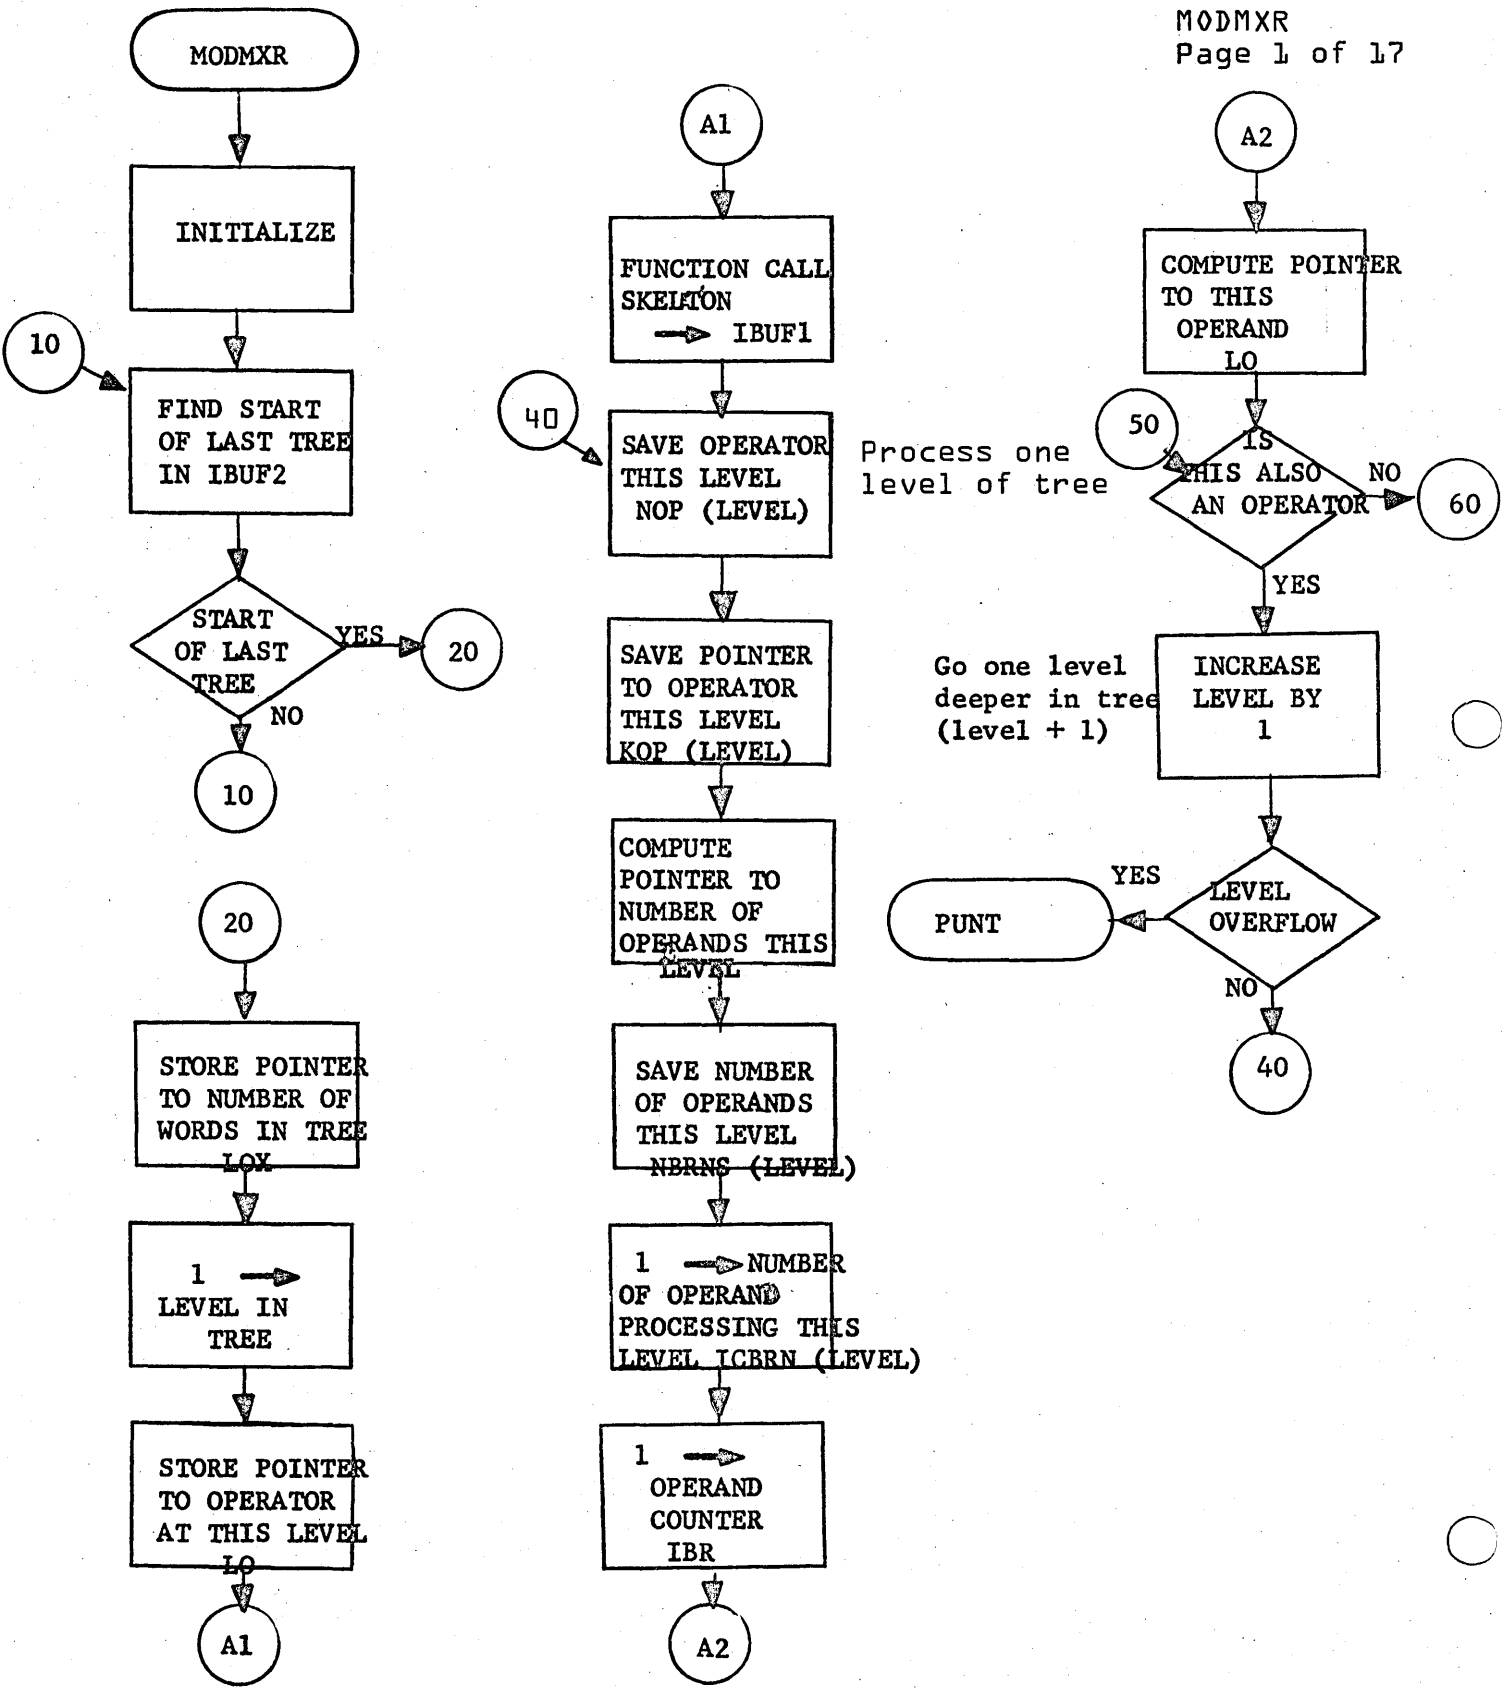 MODMXR
Page 1 of 17
MODMXR
INITIALIZE
10
FIND START
OF LAST TREE
IN IBUF2
START
OF LAST
TREE
YES
20
NO
10
20
STORE POINTER
TO NUMBER OF
WORDS IN TREE
LOX
1
LEVEL IN
TREE
STORE POINTER
TO OPERATOR
AT THIS LEVEL
LO
A1
A1
FUNCTION CALL
SKELTON
IBUF1
40
SAVE OPERATOR
THIS LEVEL
NOP (LEVEL)
Process one
level of tree
SAVE POINTER
TO OPERATOR
THIS LEVEL
KOP (LEVEL)
COMPUTE
POINTER TO
NUMBER OF
OPERANDS THIS
LEVEL
SAVE NUMBER
OF OPERANDS
THIS LEVEL
NBRNS (LEVEL)
1 NUMBER
OF OPERAND
PROCESSING THIS
LEVEL ICBRN (LEVEL)
1
OPERAND
COUNTER
IBR
A2
A2
COMPUTE POINTER
TO THIS
OPERAND
LO
50
IS
THIS ALSO
AN OPERATOR
NO
60
YES
Go one level
deeper in tree
(level + 1)
INCREASE
LEVEL BY
1
LEVEL
OVERFLOW
YES
PUNT
NO
40